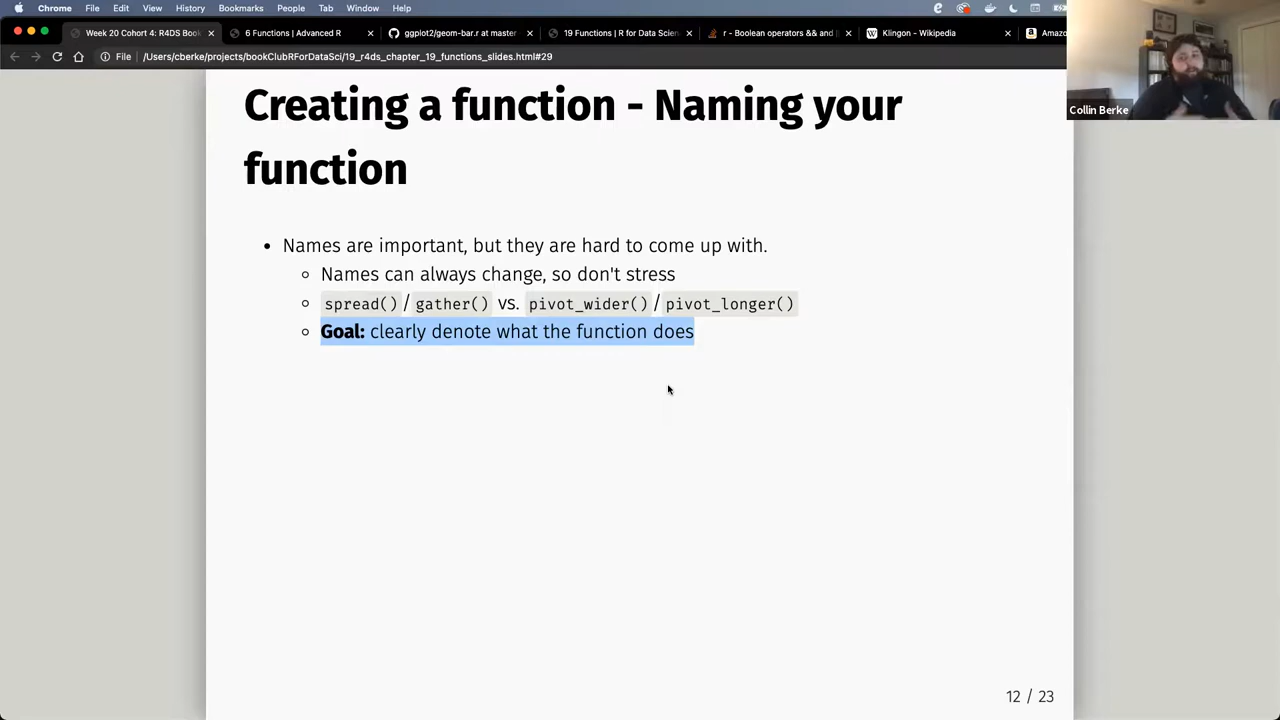 Chrome File Edit View History Bookmarks People Tab Window Help
Week 20 Cohort 4: R4DS Boo
6 Functions | Advanced R
ggplot2/geom-bar.r at master
19 Functions | R for Data Scien
r - Boolean operators && and |
Klingon - Wikipedia
Amazo
File /Users/cberke/projects/bookClubRForDataSci/19_r4ds_chapter_19_functions_slides.html#29
Collin Berke
Creating a function - Naming your
function
• Names are important, but they are hard to come up with.
Names can always change, so don't stress
spread() / gather() vs. pivot_wider() / pivot_longer()
Goal: clearly denote what the function does
12 / 23